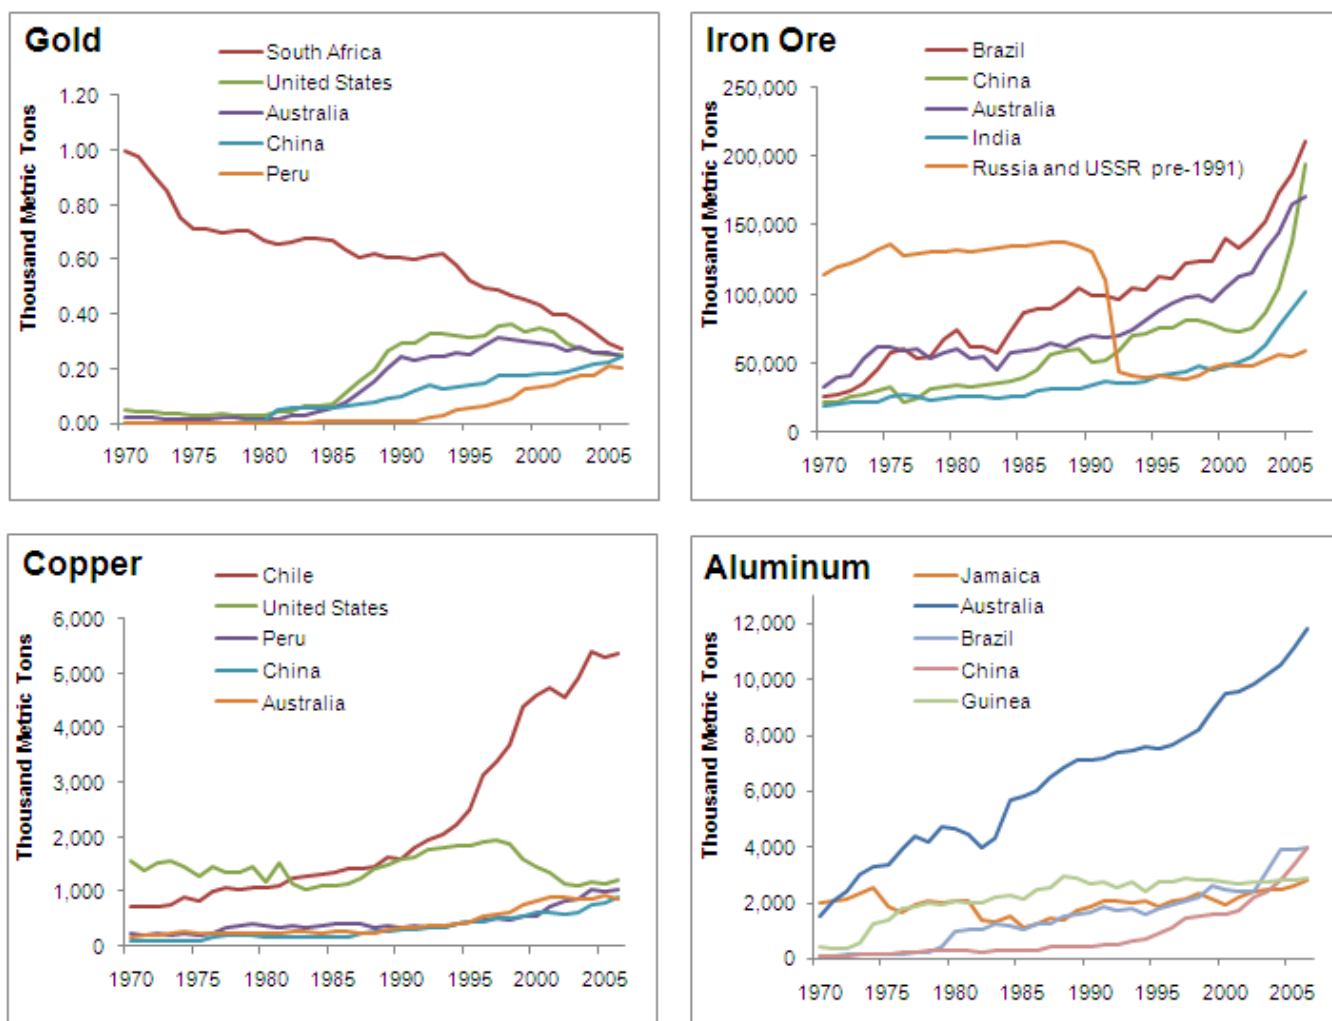 Gold
South Africa
United States
Australia
China
Peru
Thousand Metric Tons
1.20
1.00
0.80
0.60
0.40
0.20
0.00
1970 1975 1980 1985 1990 1995 2000 2005
Iron Ore
Brazil
China
Australia
India
Russia and USSR pre-1991)
Thousand Metric Tons
250,000
200,000
150,000
100,000
50,000
0
1970 1975 1980 1985 1990 1995 2000 2005
Copper
Chile
United States
Peru
China
Australia
Thousand Metric Tons
6,000
5,000
4,000
3,000
2,000
1,000
0
1970 1975 1980 1985 1990 1995 2000 2005
Aluminum
Jamaica
Australia
Brazil
China
Guinea
Thousand Metric Tons
12,000
10,000
8,000
6,000
4,000
2,000
0
1970 1975 1980 1985 1990 1995 2000 2005